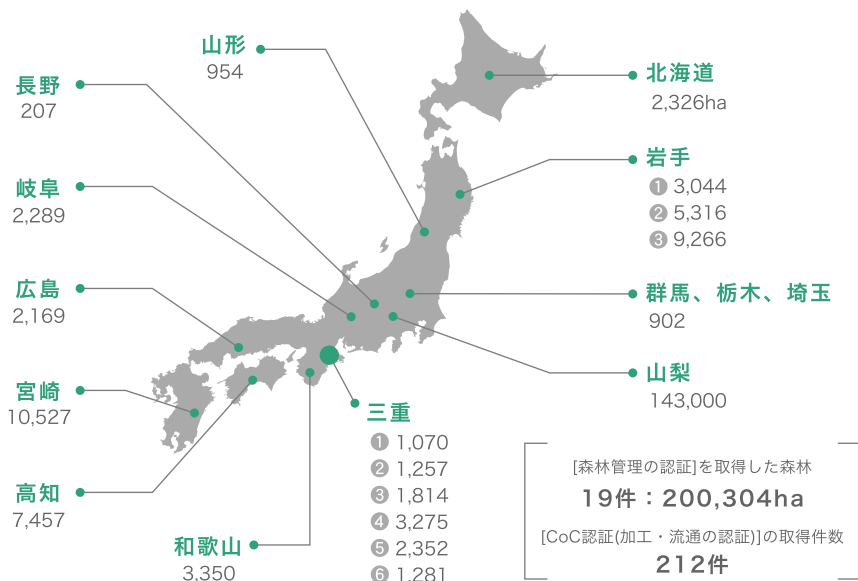 山形
954
長野
207
岐阜
2,289
広島
2,169
宮崎
10,527
高知
7,457
和歌山
3,350
北海道
2,326ha
岩手
❶ 3,044
❷ 5,316
❸ 9,266
群馬、栃木、埼玉
902
山梨
143,000
三重
❶ 1,070
❷ 1,257
❸ 1,814
❹ 3,275
❺ 2,352
❻ 1,281
[森林管理の認証]を取得した森林
19件：200,304ha
[CoC認証(加工・流通の認証)]の取得件数
212件